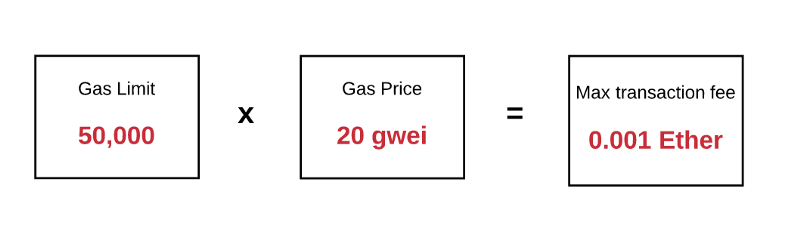 Gas Limit
50,000
x
Gas Price
20 gwei
=
Max transaction fee
0.001 Ether